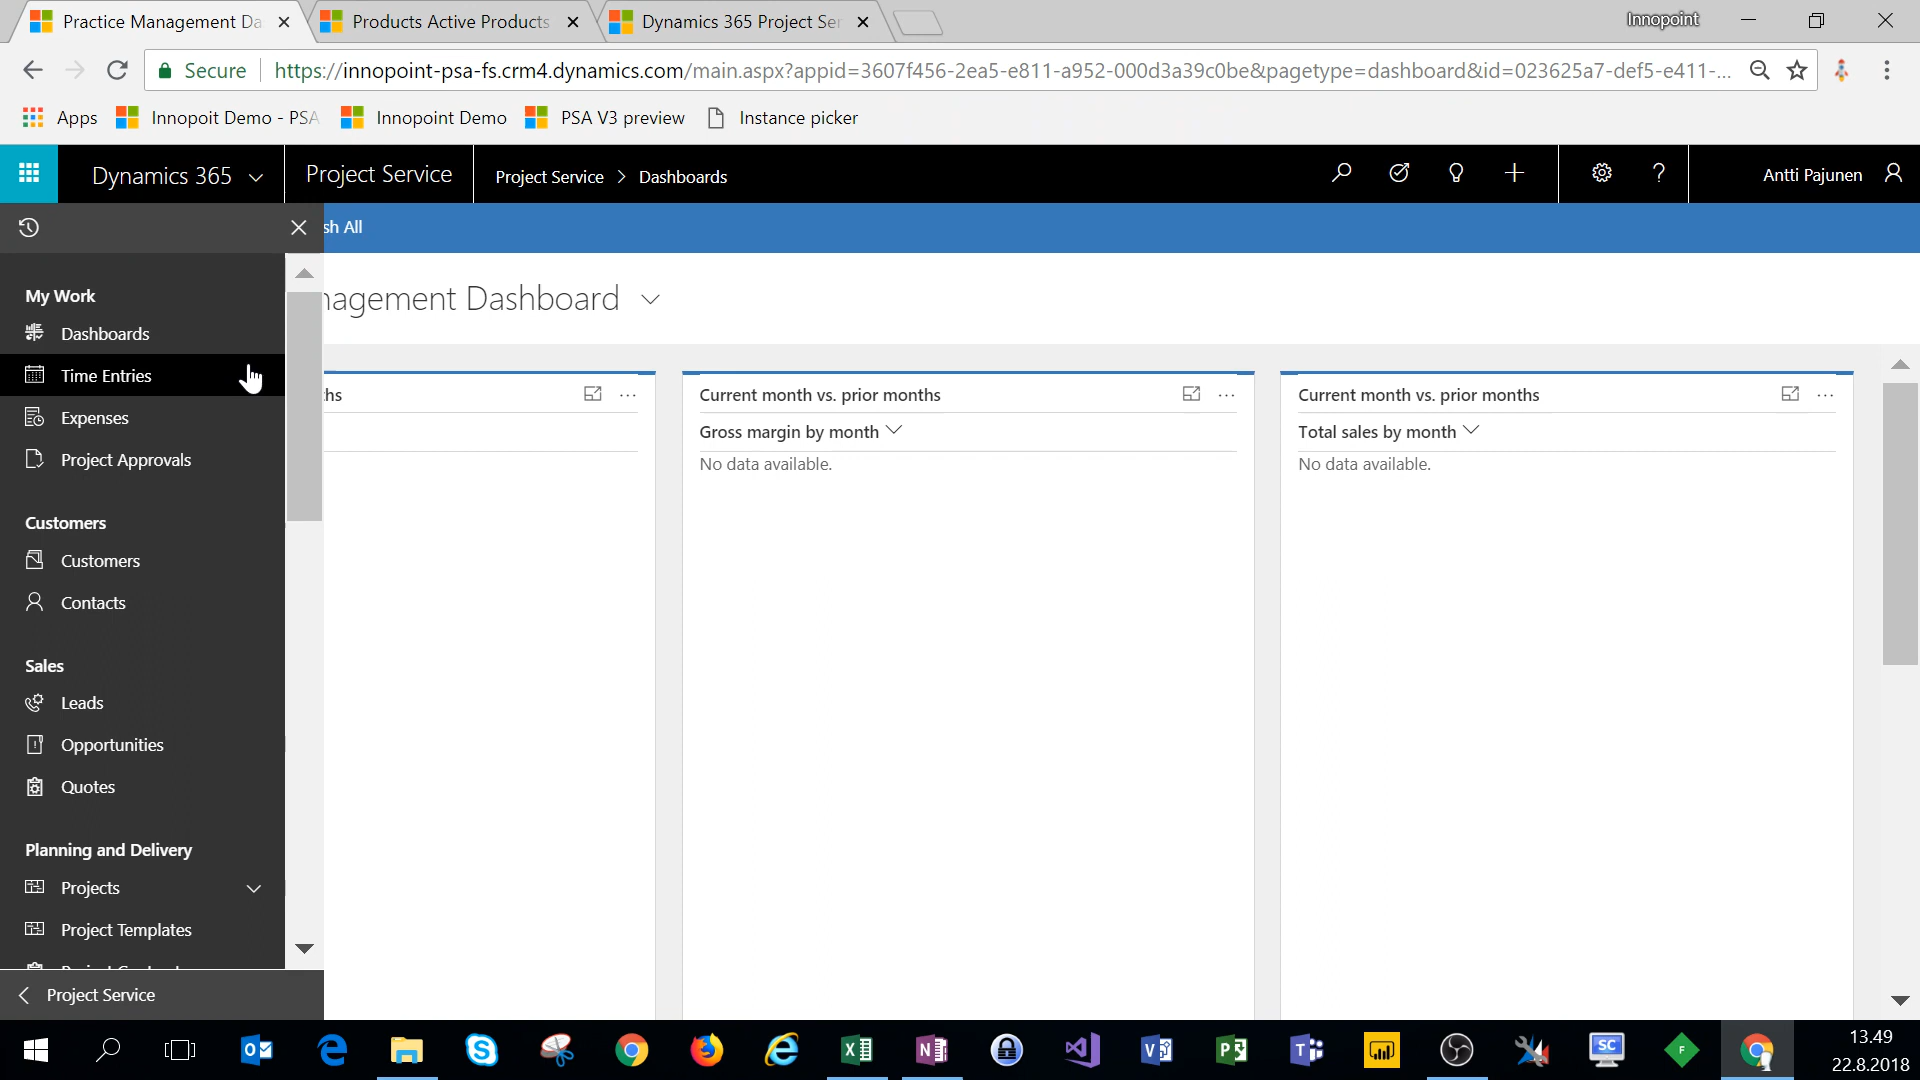 Practice Management Da
Products Active Products
Dynamics 365 Project Ser
Innopoint
Secure
https://innopoint-psa-fs.crm4.dynamics.com/main.aspx?appid=3607f456-2ea5-e811-a952-000d3a39c0be&pagetype=dashboard&id=023625a7-def5-e411-...
Apps
Innopoit Demo - PSA
Innopoint Demo
PSA V3 preview
Instance picker
Dynamics 365
Project Service
Project Service > Dashboards
Antti Pajunen
sh All
nagement Dashboard
My Work
Dashboards
Time Entries
Expenses
Project Approvals
Customers
Customers
Contacts
Sales
Leads
Opportunities
Quotes
Planning and Delivery
Projects
Project Templates
Project Service
hs
Current month vs. prior months
Gross margin by month
No data available.
Current month vs. prior months
Total sales by month
No data available.
13.49
22.8.2018